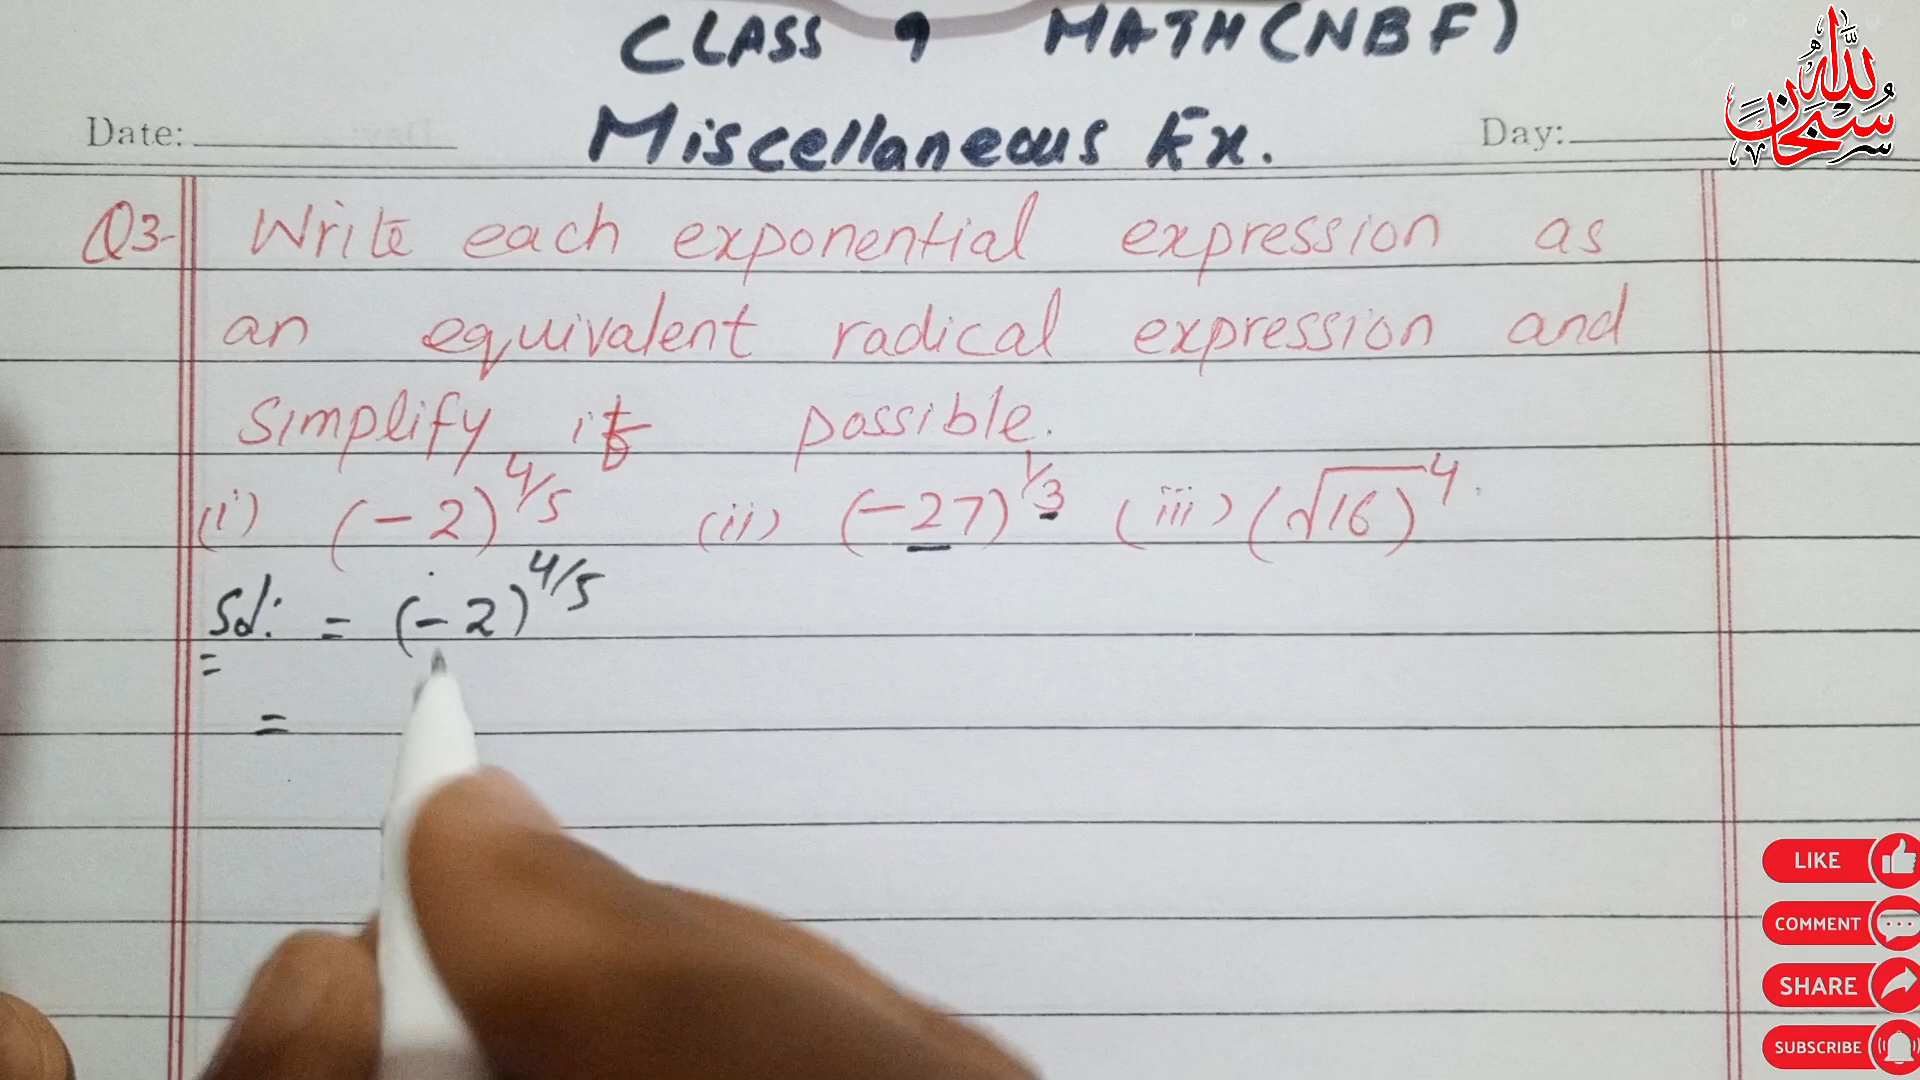 CLASS 9 MATH(NBF)
سُبْحَانَ اللّٰه
Date:
Miscellaneous Ex.
Day:
Q3- Write each exponential expression as
an equivalent radical expression and
Simplify if possible.
(i) (-2)^4/5 (ii) (-27)^1/3 (iii) (√16)^4.
Sol: = (-2)^4/5
=
LIKE
COMMENT
SHARE
SUBSCRIBE